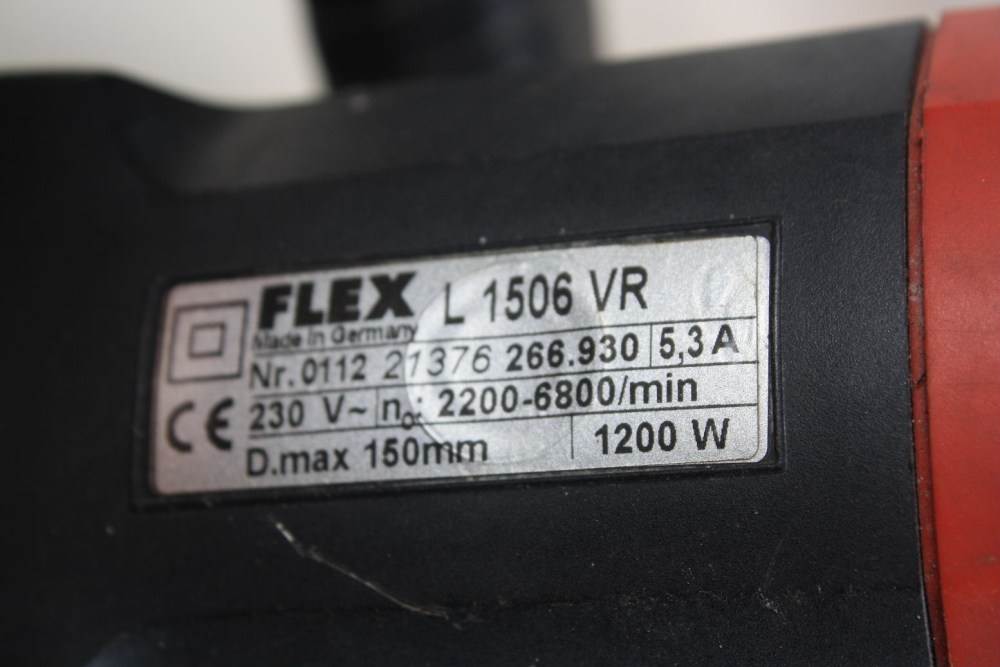 FLEX L 1506 VR
Made in Germany
Nr. 0112 21376 266.930 5,3 A
230 V~ no: 2200-6800/min
CE
D.max 150mm 1200 W